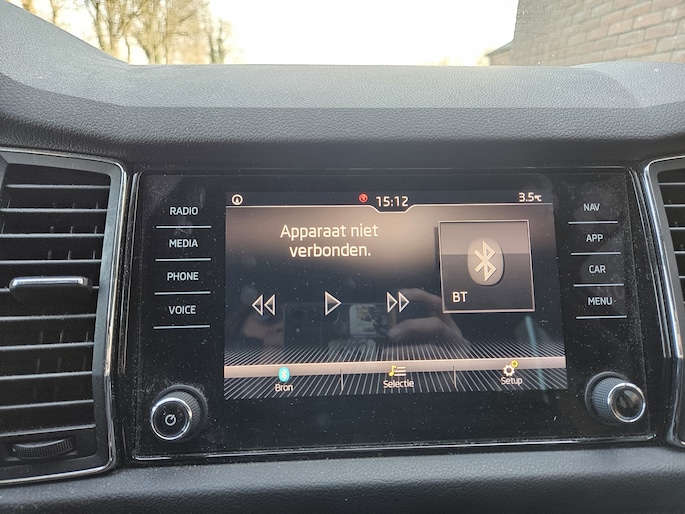 RADIO
MEDIA
PHONE
VOICE
15:12
3.5°C
Apparaat niet
verbonden.
BT
Bron
Selectie
Setup
NAV
APP
CAR
MENU